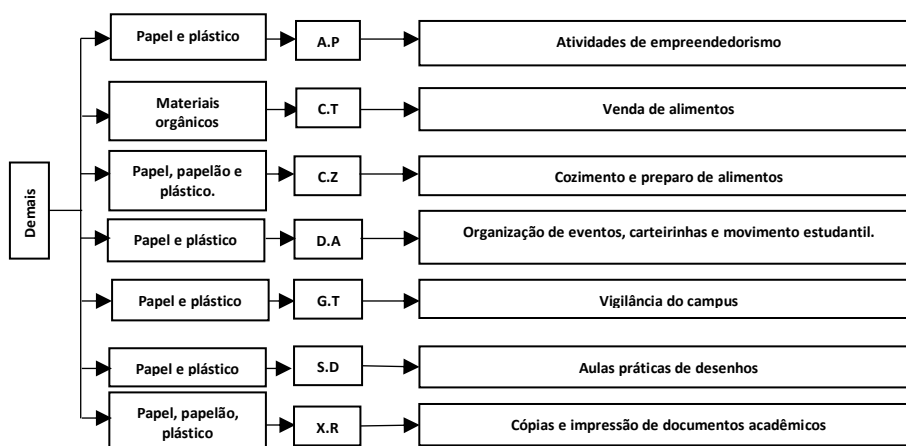 Demais
Papel e plástico
A.P
Atividades de empreendedorismo
Materiais
orgânicos
C.T
Venda de alimentos
Papel, papelão e
plástico.
C.Z
Cozimento e preparo de alimentos
Papel e plástico
D.A
Organização de eventos, carteirinhas e movimento estudantil.
Papel e plástico
G.T
Vigilância do campus
Papel e plástico
S.D
Aulas práticas de desenhos
Papel, papelão,
plástico
X.R
Cópias e impressão de documentos acadêmicos